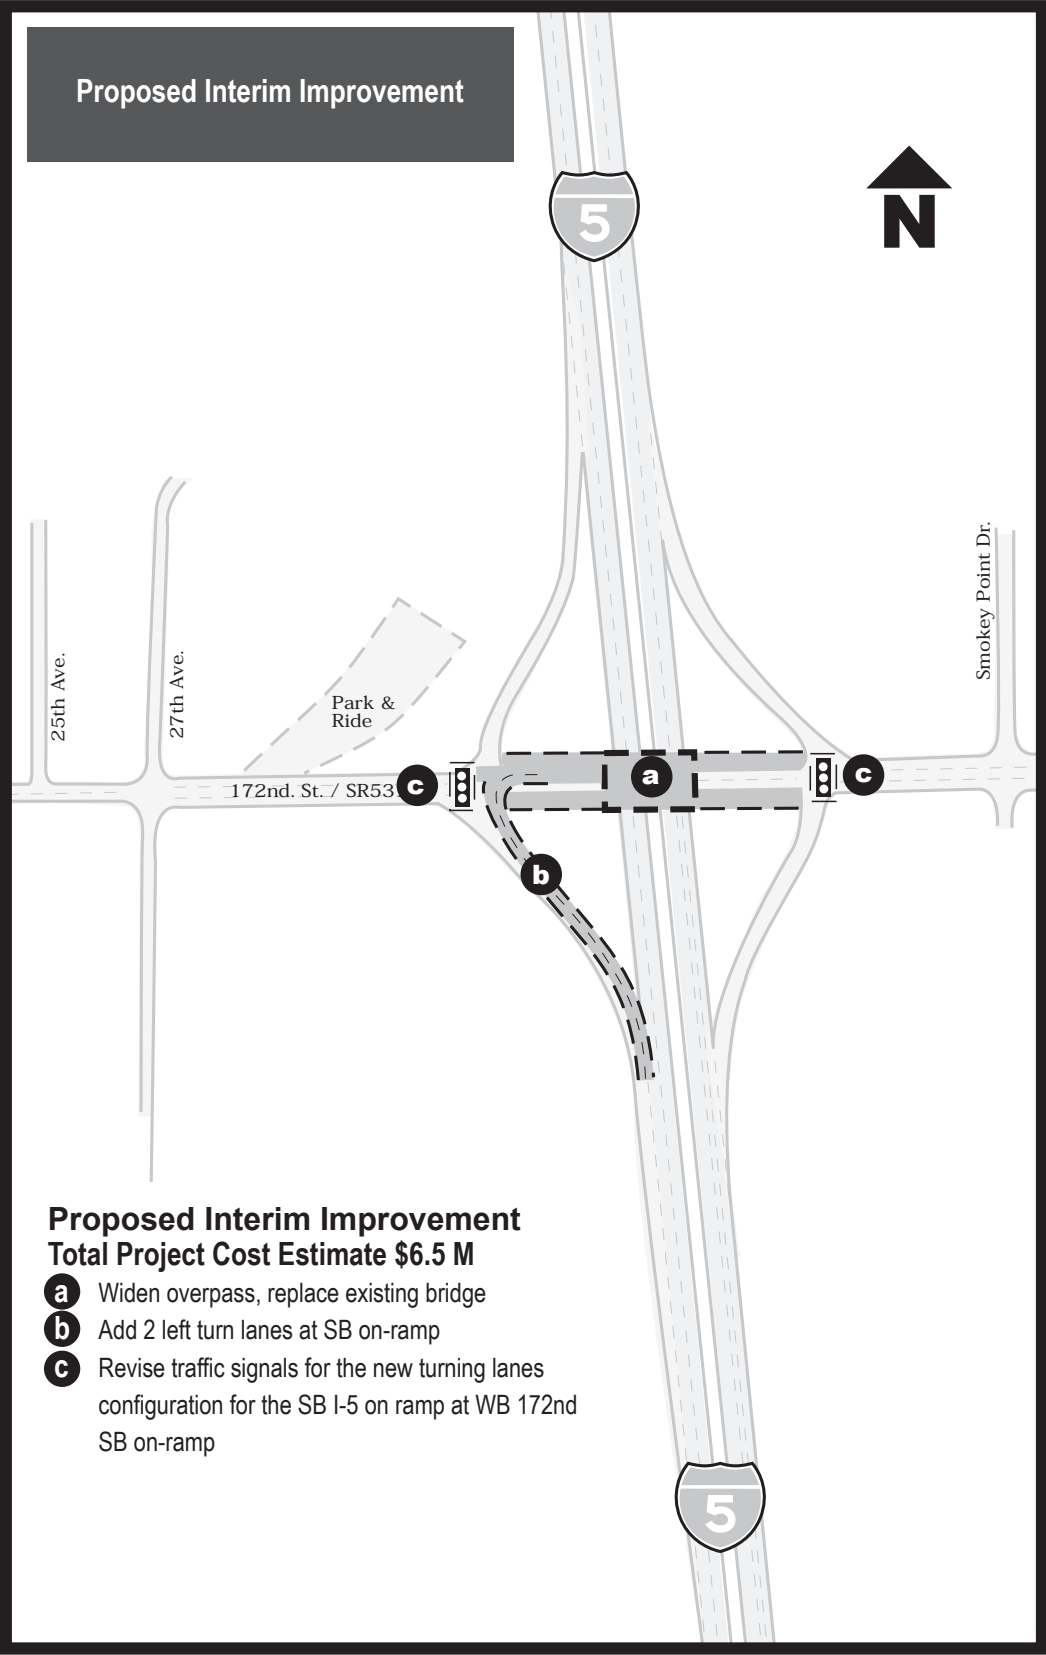 Proposed Interim Improvement
5
N
Smokey Point Dr.
25th Ave.
27th Ave.
Park &
Ride
172nd. St. / SR531
a
c
c
b
Proposed Interim Improvement
Total Project Cost Estimate $6.5 M
a Widen overpass, replace existing bridge
b Add 2 left turn lanes at SB on-ramp
c Revise traffic signals for the new turning lanes
configuration for the SB I-5 on ramp at WB 172nd
SB on-ramp
5